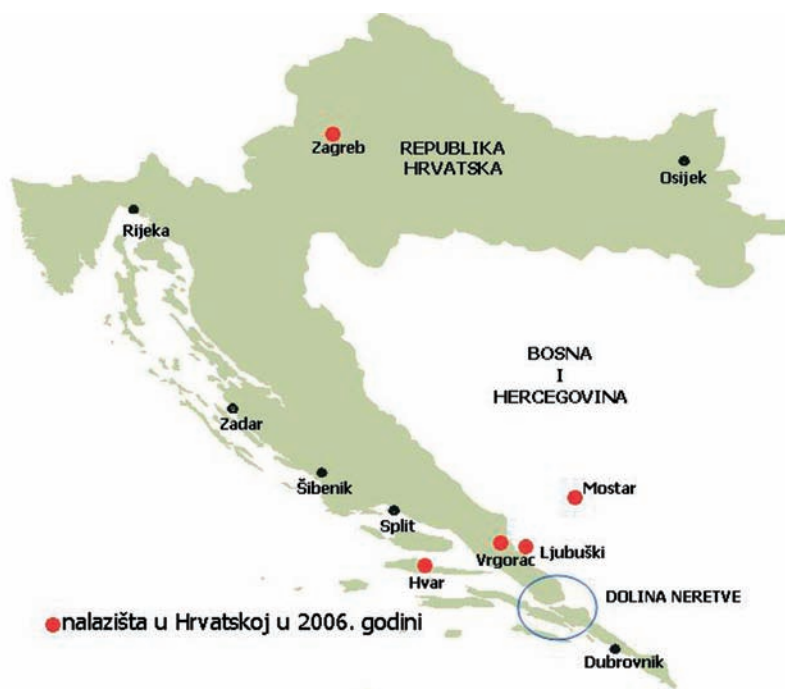 Zagreb
REPUBLIKA
HRVATSKA
Osijek
Rijeka
BOSNA
I
HERCEGOVINA
Zadar
Mostar
Šibenik
Split
Vrgorac
Ljubuški
Hvar
DOLINA NERETVE
nalazišta u Hrvatskoj u 2006. godini
Dubrovnik